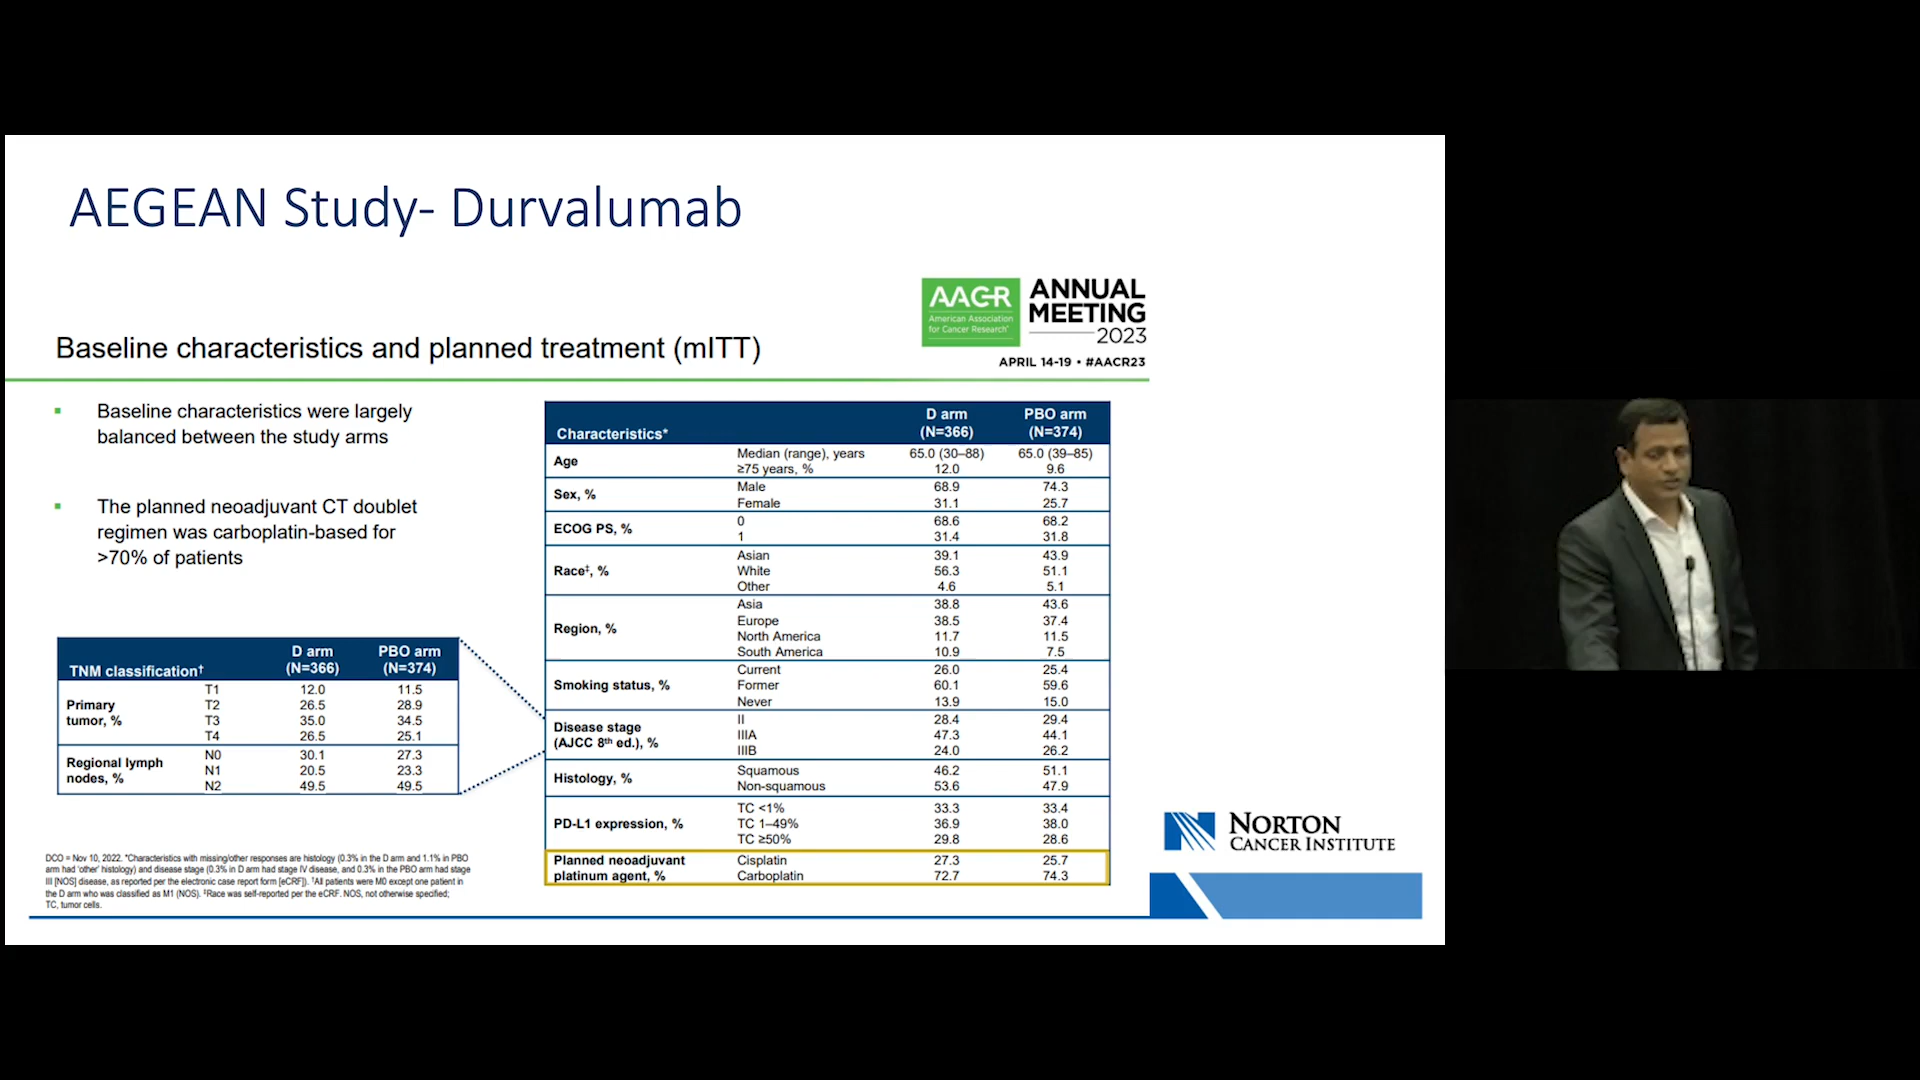 AEGEAN Study- Durvalumab
AACR
American Association
for Cancer Research®
ANNUAL
MEETING
2023
APRIL 14-19 • #AACR23
Baseline characteristics and planned treatment (mITT)
▪ Baseline characteristics were largely
balanced between the study arms
▪ The planned neoadjuvant CT doublet
regimen was carboplatin-based for
>70% of patients
TNM classification† D arm (N=366) PBO arm (N=374)
Primary tumor, % T1 12.0 11.5
T2 26.5 28.9
T3 35.0 34.5
T4 26.5 25.1
Regional lymph nodes, % N0 30.1 27.3
N1 20.5 23.3
N2 49.5 49.5
Characteristics* D arm (N=366) PBO arm (N=374)
Age Median (range), years 65.0 (30–88) 65.0 (39–85)
≥75 years, % 12.0 9.6
Sex, % Male 68.9 74.3
Female 31.1 25.7
ECOG PS, % 0 68.6 68.2
1 31.4 31.8
Race‡, % Asian 39.1 43.9
White 56.3 51.1
Other 4.6 5.1
Region, % Asia 38.8 43.6
Europe 38.5 37.4
North America 11.7 11.5
South America 10.9 7.5
Smoking status, % Current 26.0 25.4
Former 60.1 59.6
Never 13.9 15.0
Disease stage (AJCC 8th ed.), % II 28.4 29.4
IIIA 47.3 44.1
IIIB 24.0 26.2
Histology, % Squamous 46.2 51.1
Non-squamous 53.6 47.9
PD-L1 expression, % TC <1% 33.3 33.4
TC 1–49% 36.9 38.0
TC ≥50% 29.8 28.6
Planned neoadjuvant platinum agent, % Cisplatin 27.3 25.7
Carboplatin 72.7 74.3
DCO = Nov 10, 2022. *Characteristics with missing/other responses are histology (0.3% in the D arm and 1.1% in PBO
arm had ‘other’ histology) and disease stage (0.3% in D arm had stage IV disease, and 0.3% in the PBO arm had stage
III [NOS] disease, as reported per the electronic case report form [eCRF]). †All patients were M0 except one patient in
the D arm who was classified as M1 (NOS). ‡Race was self-reported per the eCRF. NOS, not otherwise specified;
TC, tumor cells.
NORTON
CANCER INSTITUTE